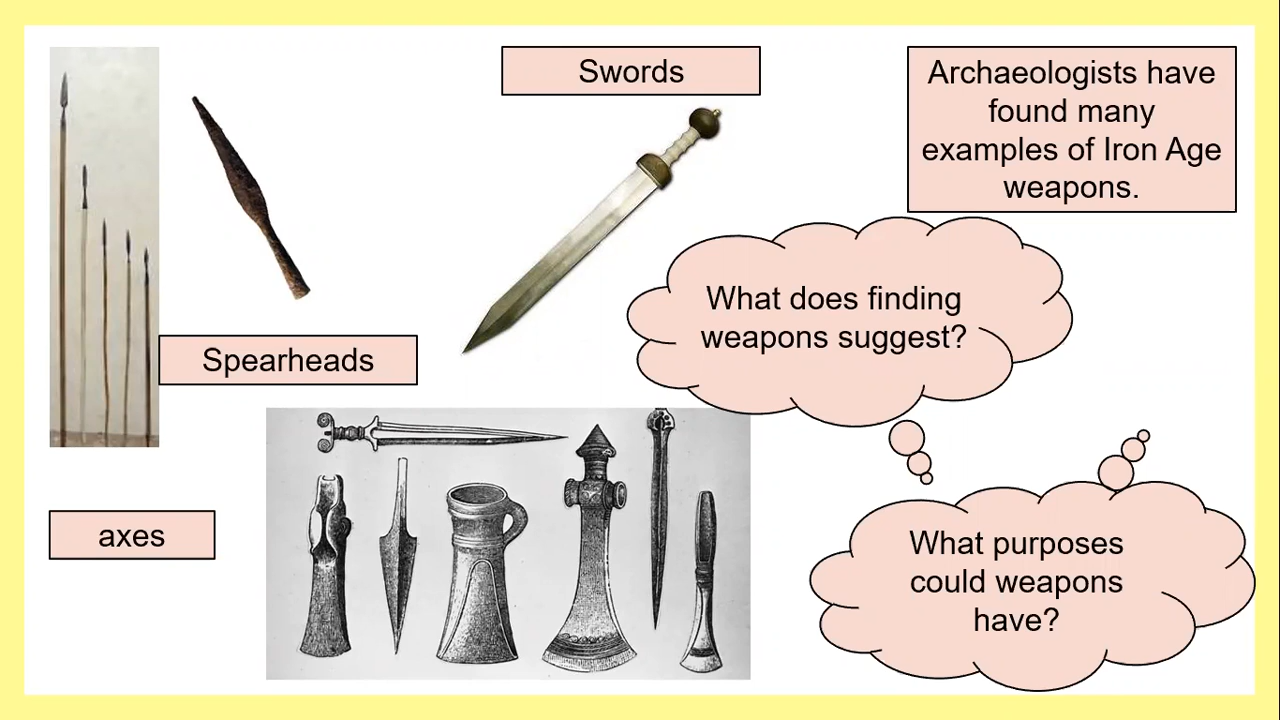 Swords
Archaeologists have
found many
examples of Iron Age
weapons.
What does finding
weapons suggest?
Spearheads
axes
What purposes
could weapons
have?